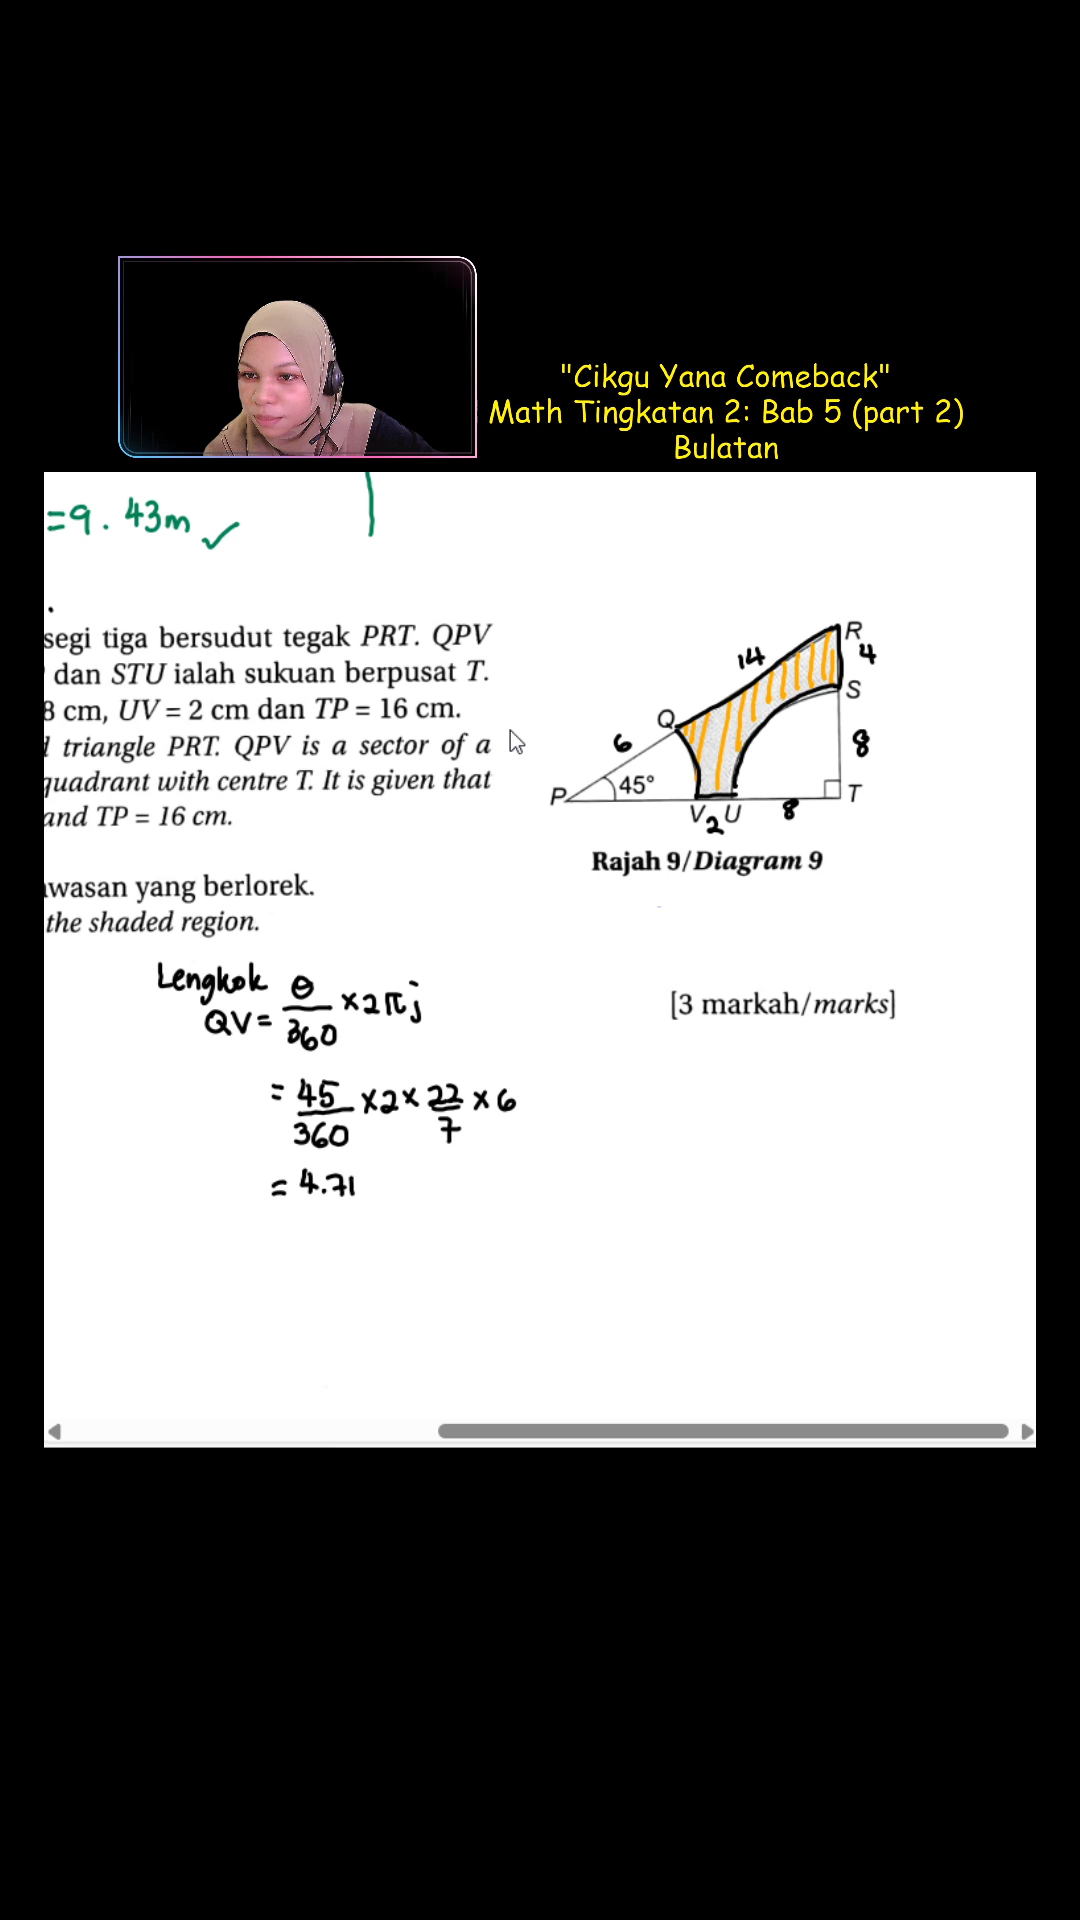 "Cikgu Yana Comeback"
Math Tingkatan 2: Bab 5 (part 2)
Bulatan
=9.43m ✓
segi tiga bersudut tegak PRT. QPV
dan STU ialah sukuan berpusat T.
8 cm, UV = 2 cm dan TP = 16 cm.
triangle PRT. QPV is a sector of a
quadrant with centre T. It is given that
and TP = 16 cm.
wasan yang berlorek.
the shaded region.
R
14
4
S
Q
6
8
P
45°
T
V
2
U
8
Rajah 9/Diagram 9
[3 markah/marks]
Lengkok
QV = θ/360 × 2πj
= 45/360 × 2 × 22/7 × 6
= 4.71